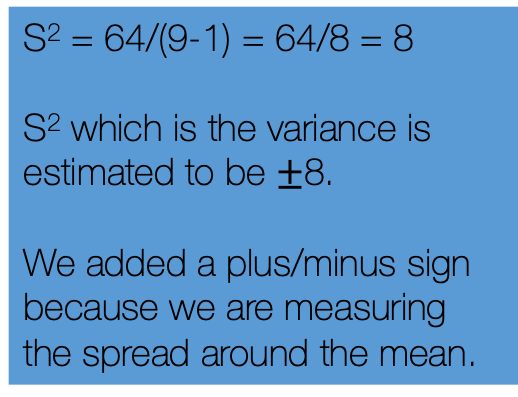 S² = 64/(9-1) = 64/8 = 8
S² which is the variance is
estimated to be ±8.
We added a plus/minus sign
because we are measuring
the spread around the mean.